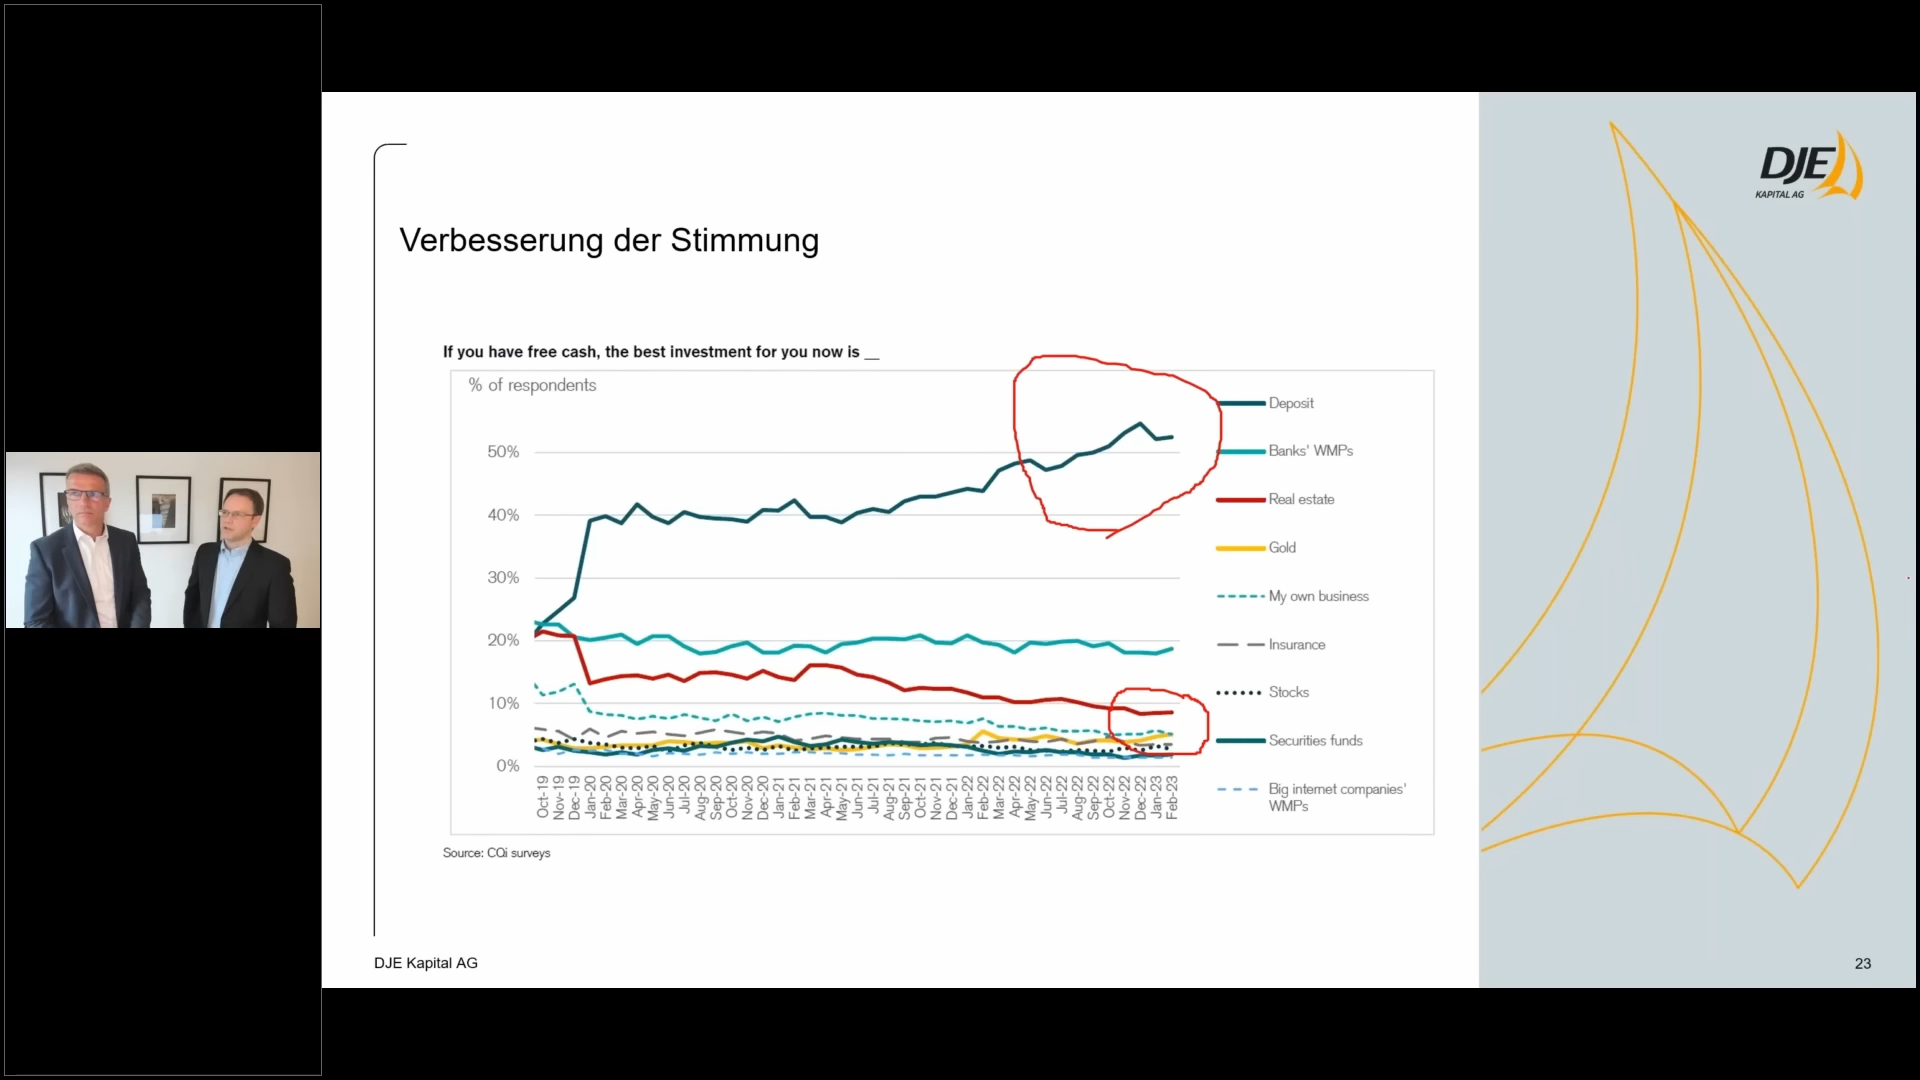 DJE
KAPITAL AG
Verbesserung der Stimmung
If you have free cash, the best investment for you now is __
% of respondents
50%
40%
30%
20%
10%
0%
Oct-19
Nov-19
Dec-19
Jan-20
Feb-20
Mar-20
Apr-20
May-20
Jun-20
Jul-20
Aug-20
Sep-20
Oct-20
Nov-20
Dec-20
Jan-21
Feb-21
Mar-21
Apr-21
May-21
Jun-21
Jul-21
Aug-21
Sep-21
Oct-21
Nov-21
Dec-21
Jan-22
Feb-22
Mar-22
Apr-22
May-22
Jun-22
Jul-22
Aug-22
Sep-22
Oct-22
Nov-22
Dec-22
Jan-23
Feb-23
Deposit
Banks' WMPs
Real estate
Gold
My own business
Insurance
Stocks
Securities funds
Big internet companies'
WMPs
Source: CQi surveys
DJE Kapital AG
23